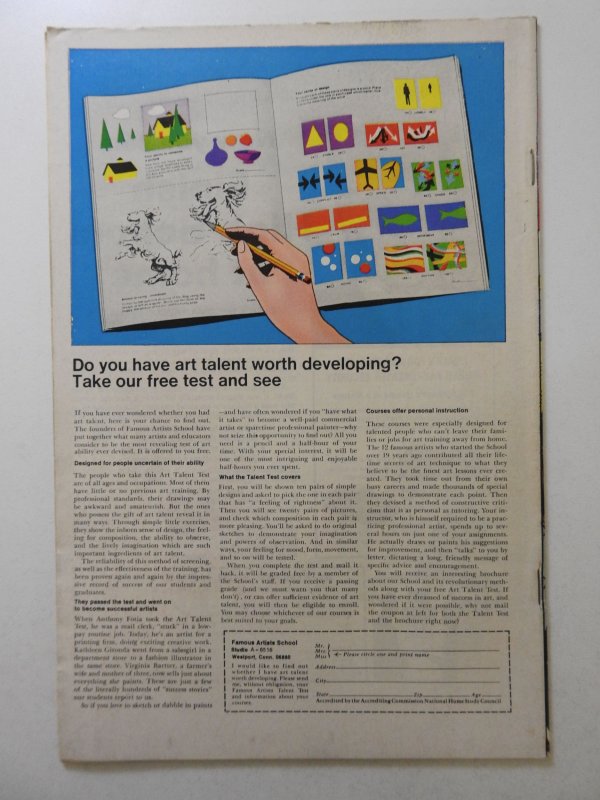 Do you have art talent worth developing?
Take our free test and see
If you have ever wondered whether you had
art talent, here is your chance to find out.
The founders of Famous Artists School have
put together what many artists and educators
consider to be the most revealing test of art
ability ever devised. It is offered to you free.
Designed for people uncertain of their ability
The people who take this Art Talent Test
are of all ages and occupations. Most of them
have little or no previous art training. By
professional standards, their drawings may
be awkward and amateurish. But the ones
who possess the gift of art talent reveal it in
many ways. Through simple little exercises,
they show the inborn sense of design, the feel-
ing for composition, the ability to observe,
and the lively imagination which are such
important ingredients of art talent.
The reliability of this method of screening,
as well as the effectiveness of the training, has
been proven again and again by the impres-
sive record of success of our students and
graduates.
They passed the test and went on
to become successful artists
When Anthony Fotia took the Art Talent
Test, he was a mail clerk, "stuck" in a low-
pay routine job. Today, he's an artist for a
printing firm, doing exciting creative work.
Kathleen Gironda went from a salesgirl in a
department store to a fashion illustrator in
the same store. Virginia Bartter, a farmer's
wife and mother of three, now sells just about
everything she paints. These are just a few
of the literally hundreds of "success stories"
our students report to us.
So if you love to sketch or dabble in paints
—and have often wondered if you "have what
it takes" to become a well-paid commercial
artist or sparetime professional painter—why
not seize this opportunity to find out? All you
need is a pencil and a half-hour of your
time. With your special interest, it will be
one of the most intriguing and enjoyable
half-hours you ever spent.
What the Talent Test covers
First, you will be shown ten pairs of simple
designs and asked to pick the one in each pair
that has "a feeling of rightness" about it.
Then you will see twenty pairs of pictures,
and check which composition in each pair is
more pleasing. You'll be asked to do original
sketches to demonstrate your imagination
and powers of observation. And in similar
ways, your feeling for mood, form, movement,
and so on will be tested.
When you complete the test and mail it
back, it will be graded free by a member of
the School's staff. If you receive a passing
grade (and we must warn you that many
don't), or can offer sufficient evidence of art
talent, you will then be eligible to enroll.
You may choose whichever of our courses is
best suited to your goals.
Courses offer personal instruction
These courses were especially designed for
talented people who can't leave their fami-
lies or jobs for art training away from home.
The 12 famous artists who started the School
over 19 years ago contributed all their life-
time secrets of art technique to what they
believe to be the finest art lessons ever cre-
ated. They took time out from their own
busy careers and made thousands of special
drawings to demonstrate each point. Then
they devised a method of constructive criti-
cism that is as personal as tutoring. Your in-
structor, who is himself required to be a prac-
ticing professional artist, spends up to sev-
eral hours on just one of your assignments.
He actually draws or paints his suggestions
for improvement, and then "talks" to you by
letter, dictating a long, friendly message of
specific advice and encouragement.
You will receive an interesting brochure
about our School and its revolutionary meth-
ods along with your free Art Talent Test. If
you have ever dreamed of success in art, and
wondered if it were possible, why not mail
the coupon at left for both the Talent Test
and the brochure right now?
Famous Artists School
Studio A-6516
Westport, Conn. 06880
I would like to find out
whether I have art talent
worth developing. Please send
me, without obligation, your
Famous Artists Talent Test
and information about your
courses.
Mr.
Mrs.
Miss
Please circle one and print name
Address
City
State Zip Age
Accredited by the Accrediting Commission National Home Study Council